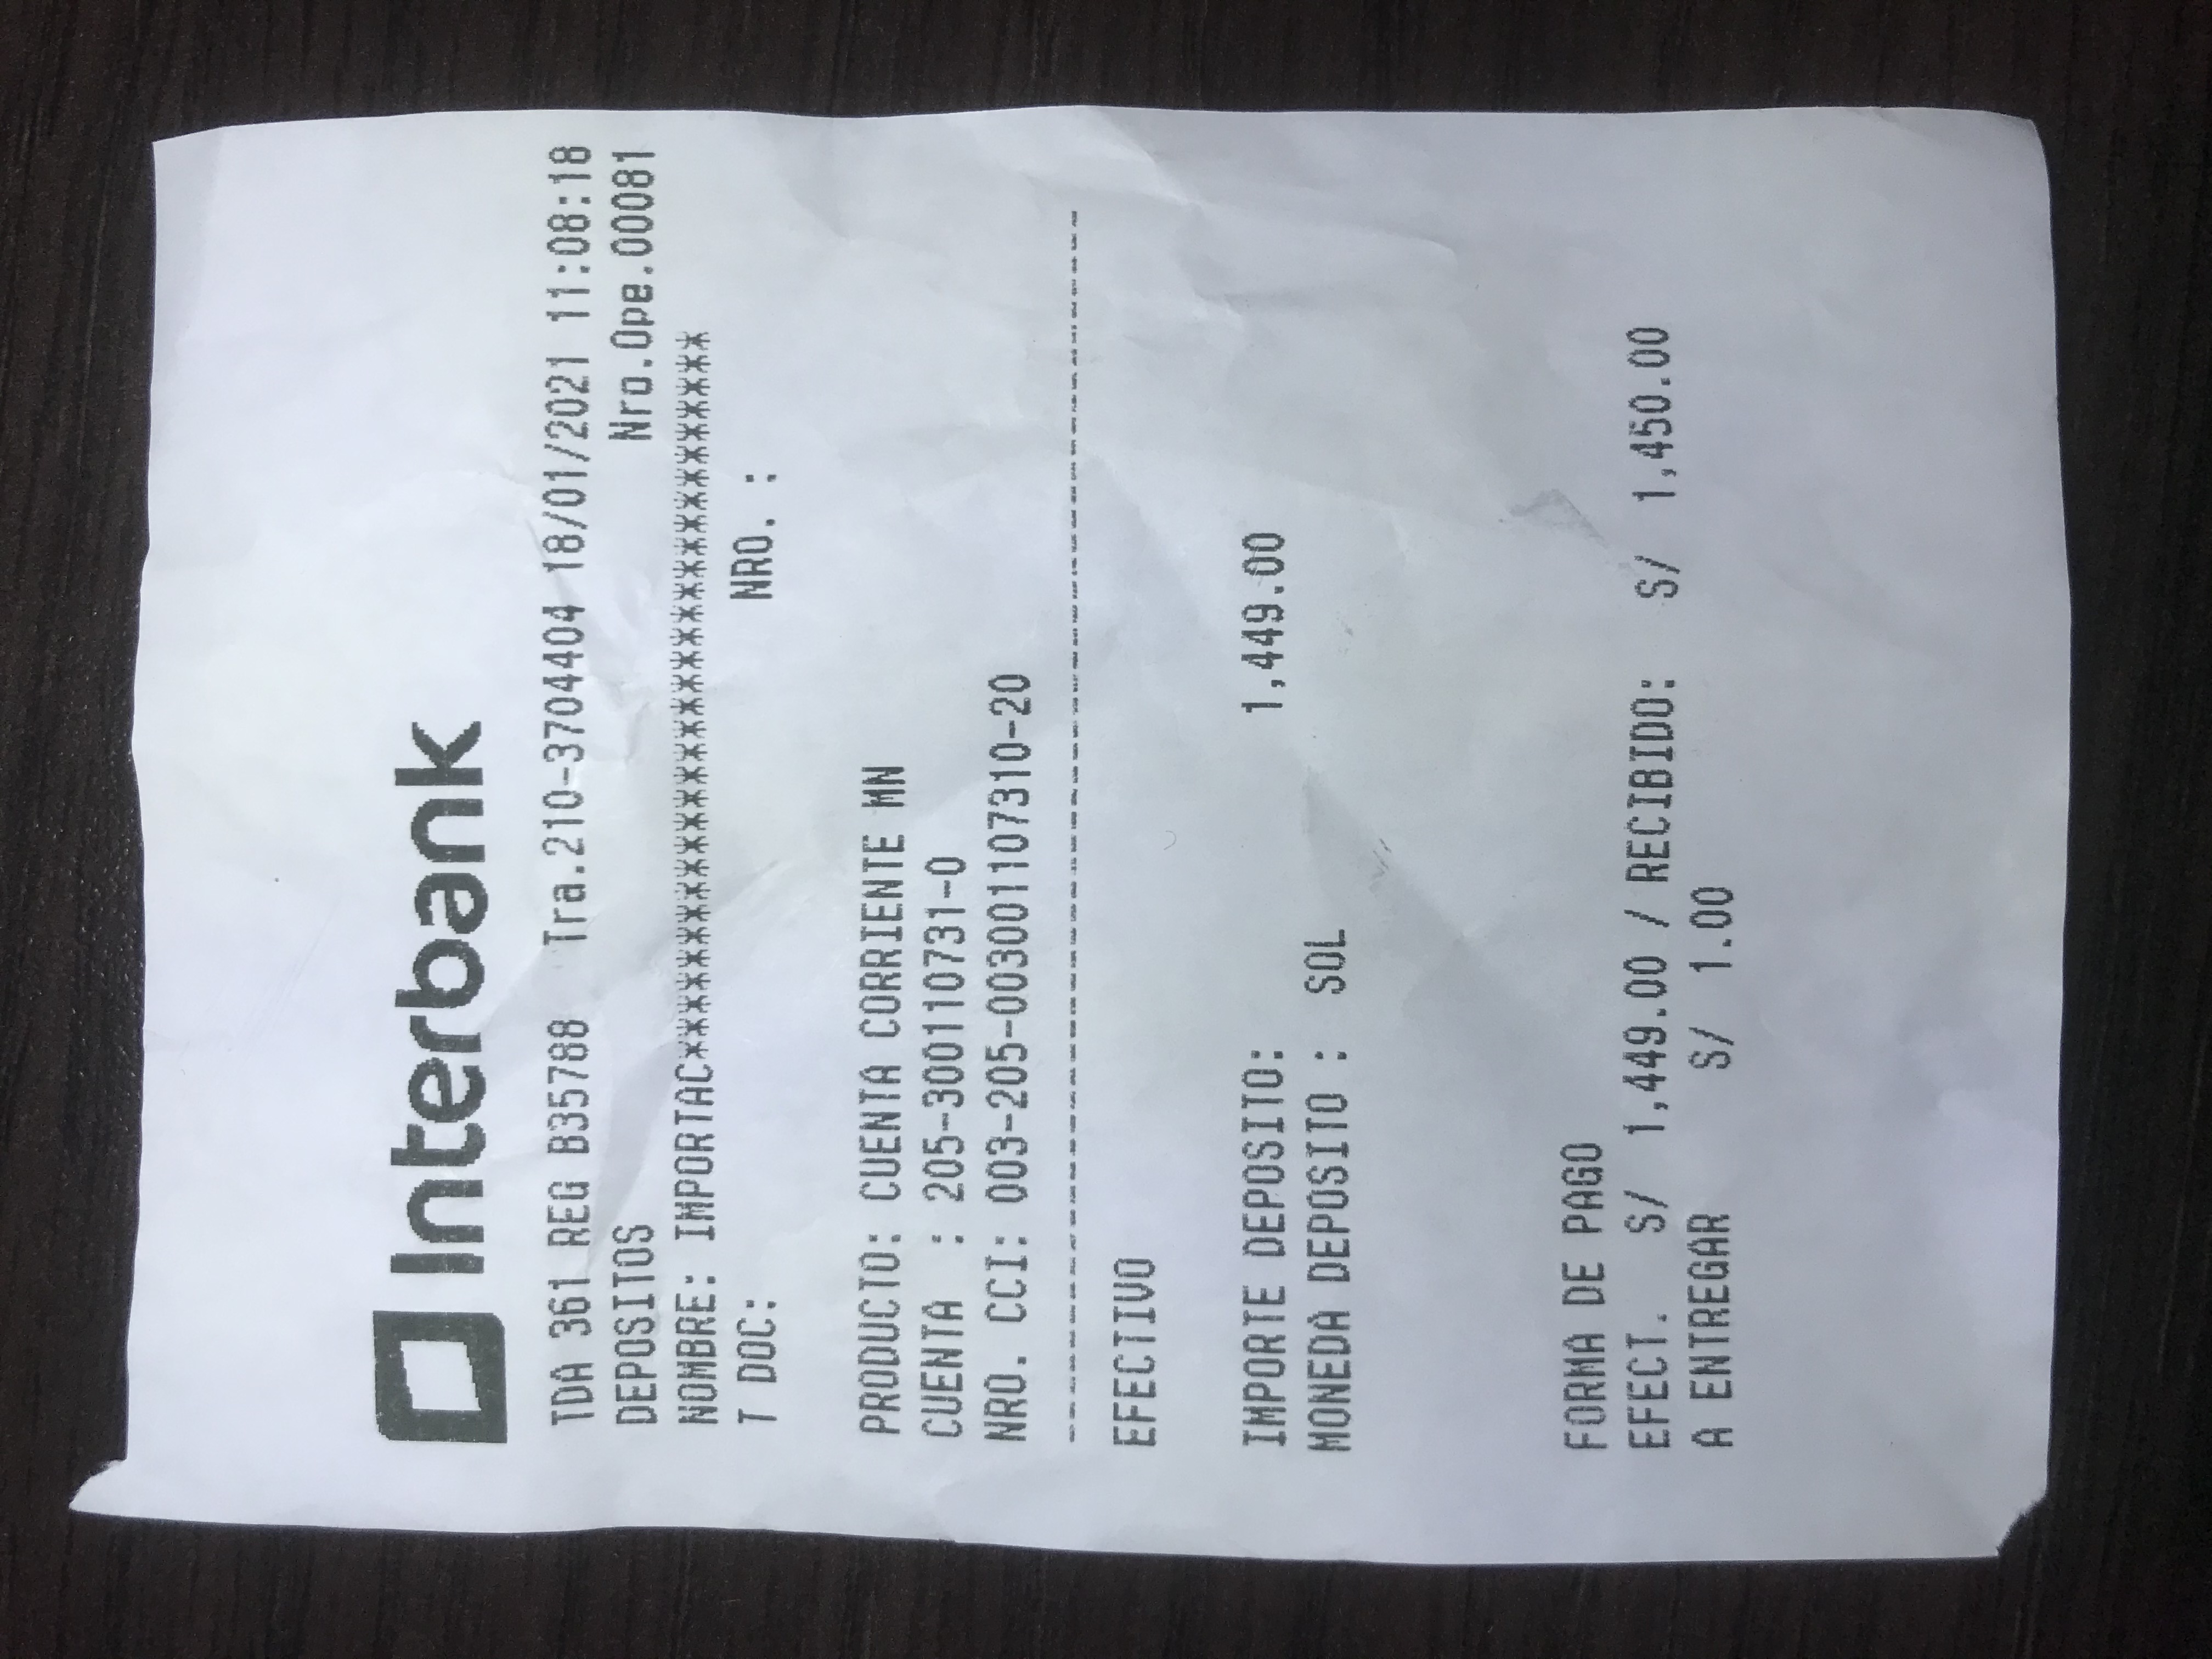 Interbank
TDA 361 REG B35788 Tra.210-3704404 18/01/2021 11:08:18
DEPOSITOS Nro.Ope.000081
NOMBRE: IMPORTAC******************************
T DOC: NRO. :
PRODUCTO: CUENTA CORRIENTE MN
CUENTA : 205-300110731-0
NRO. CCI: 003-205-003001107310-20
--------------------------------------------------
EFECTIVO
IMPORTE DEPOSITO: 1,449.00
MONEDA DEPOSITO : SOL
FORMA DE PAGO
EFECT. S/ 1,449.00 / RECIBIDO: S/ 1,450.00
A ENTREGAR S/ 1.00